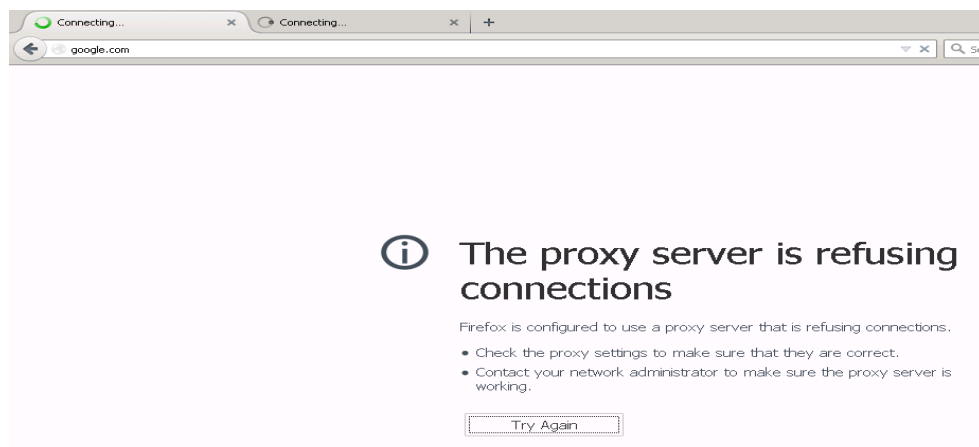 Connecting...
Connecting...
google.com
The proxy server is refusing
connections
Firefox is configured to use a proxy server that is refusing connections.
• Check the proxy settings to make sure that they are correct.
• Contact your network administrator to make sure the proxy server is
working.
Try Again